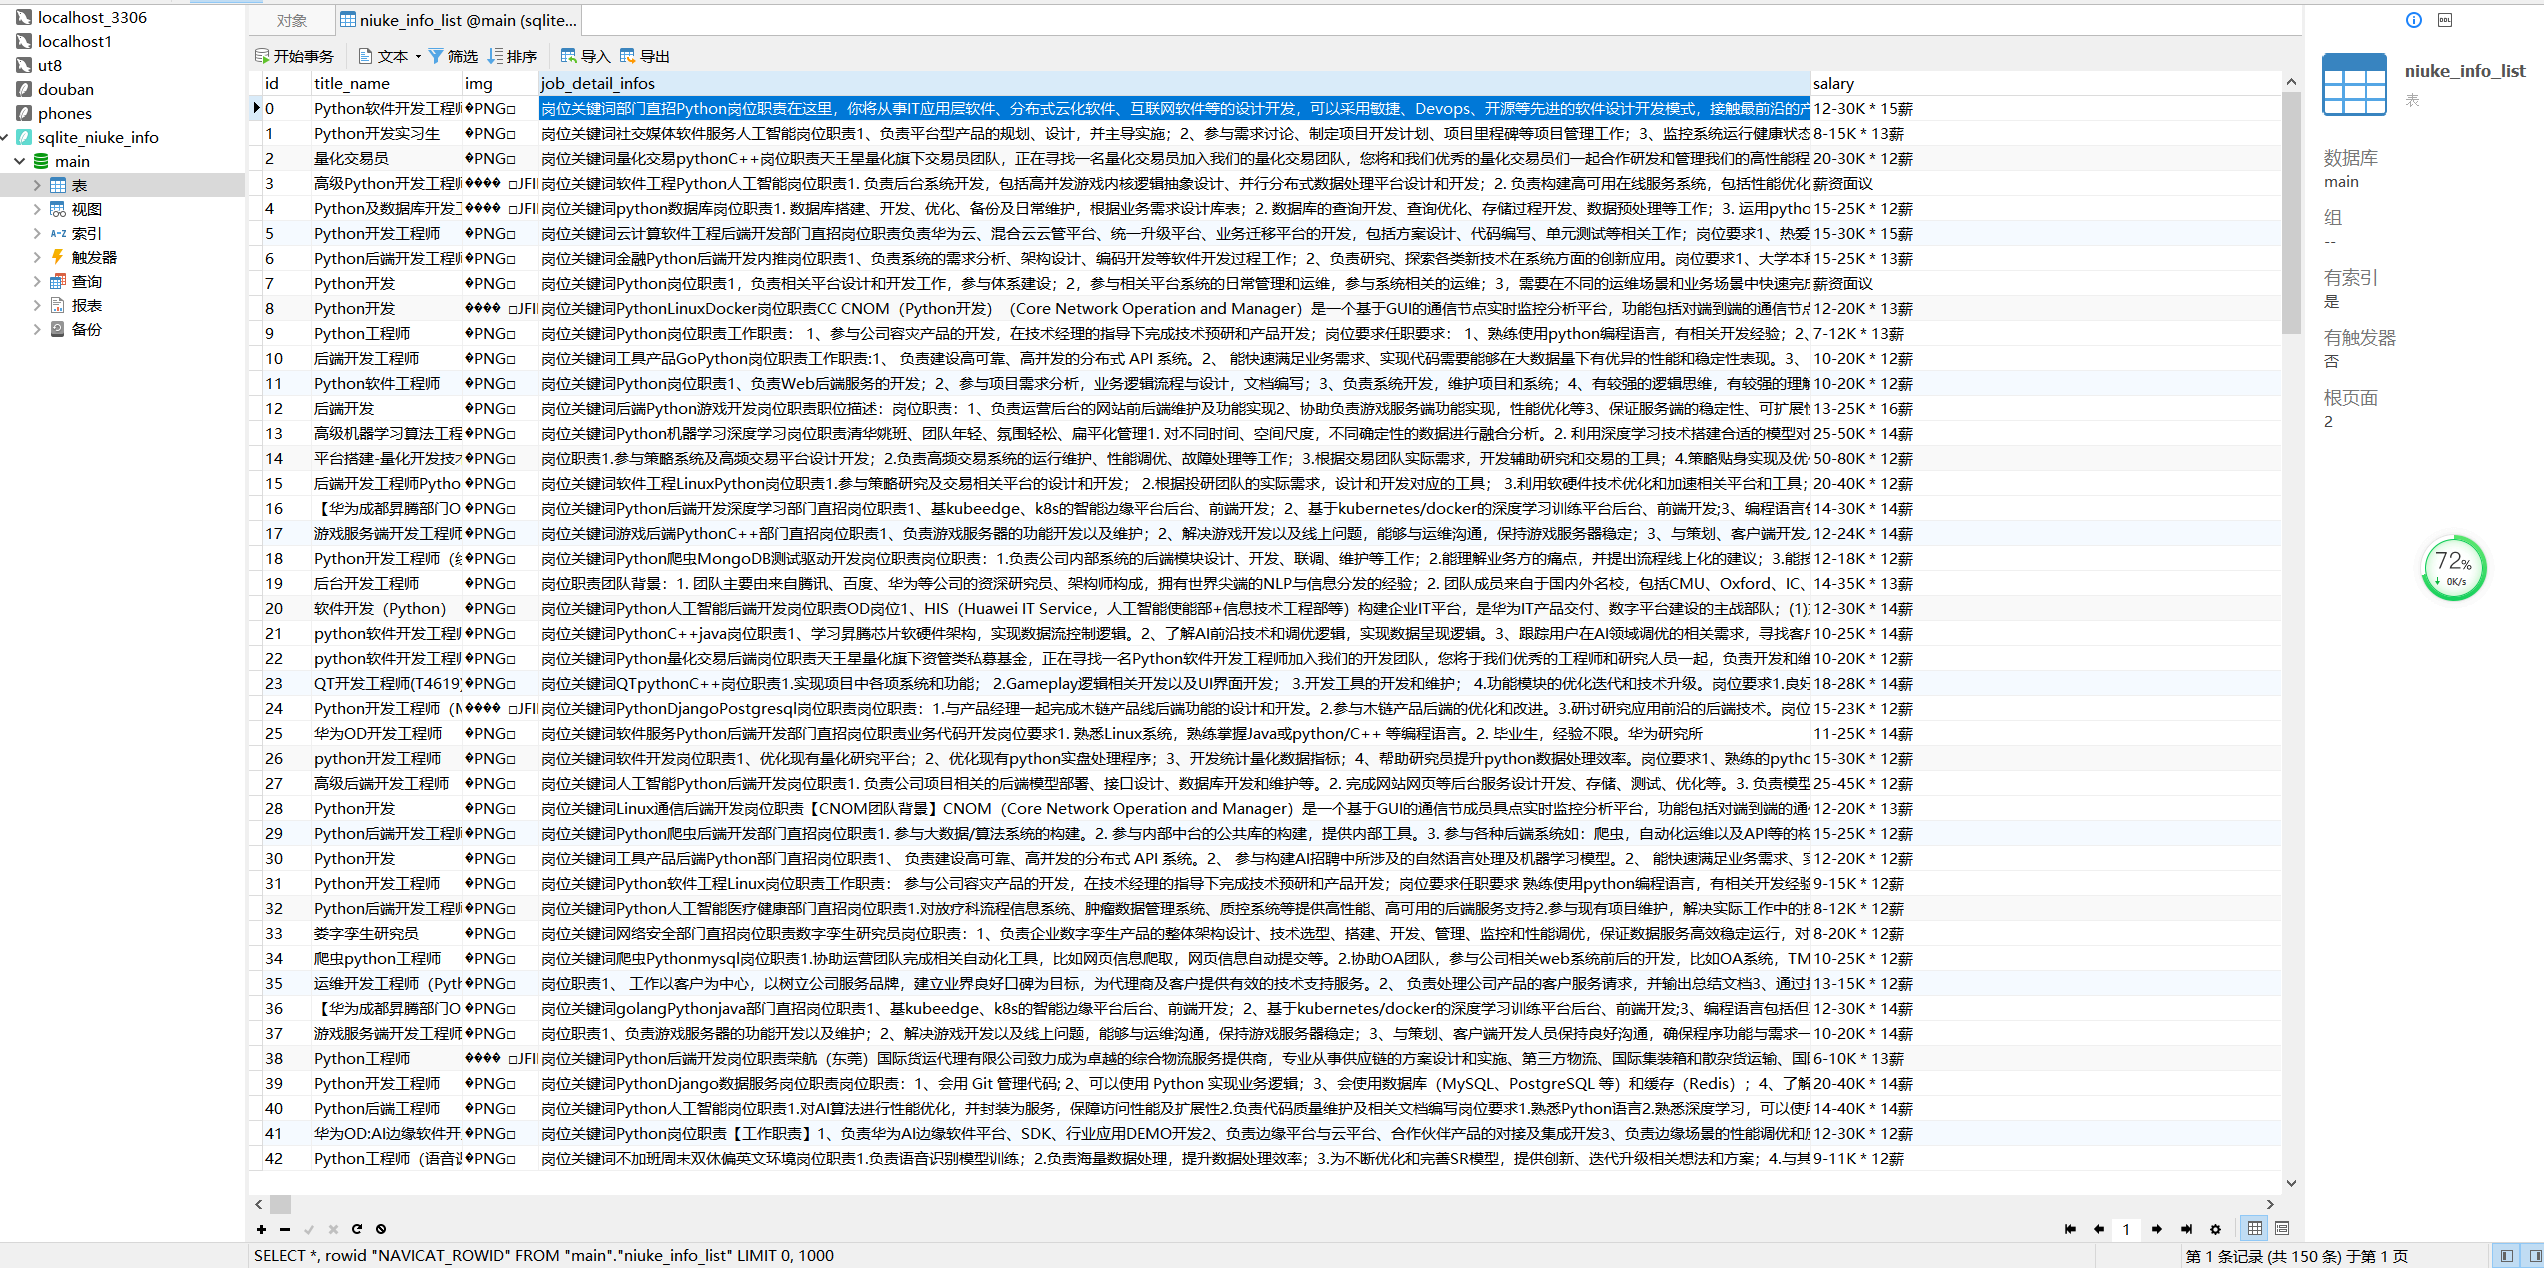 localhost_3306
localhost1
ut8
douban
phones
sqlite_niuke_info
main
表
视图
索引
触发器
查询
报表
备份
对象
niuke_info_list @main (sqlite...
开始事务 文本 筛选 排序 导入 导出
id title_name img job_detail_infos salary
0 Python软件开发工程师 PNG 岗位关键词部门直招Python岗位职责在这里，你将从事IT应用层软件、分布式云化软件、互联网软件等的设计开发，可以采用敏捷、Devops、开源等先进的软件设计开发模式，接触最前沿的产 12-30K * 15薪
1 Python开发实习生 PNG 岗位关键词社交媒体软件服务人工智能岗位职责1、负责平台型产品的规划、设计，并主导实施；2、参与需求讨论、制定项目开发计划、项目里程碑等项目管理工作；3、监控系统运行健康状态 8-15K * 13薪
2 量化交易员 PNG 岗位关键词量化交易pythonC++岗位职责天王星量化旗下交易员团队，正在寻找一名量化交易员加入我们的量化交易团队，您将和我们优秀的量化交易员们一起合作研发和管理我们的高性能程 20-30K * 12薪
3 高级Python开发工程师 JFI 岗位关键词软件工程Python人工智能岗位职责1. 负责后台系统开发，包括高并发游戏内核逻辑抽象设计、并行分布式数据处理平台设计和开发；2. 负责构建高可用在线服务系统，包括性能优化 薪资面议
4 Python及数据库开发工 JFI 岗位关键词python数据库岗位职责1. 数据库搭建、开发、优化、备份及日常维护，根据业务需求设计库表；2. 数据库的查询开发、查询优化、存储过程开发、数据预处理等工作；3. 运用pytho 15-25K * 12薪
5 Python开发工程师 PNG 岗位关键词云计算软件工程后端开发部门直招岗位职责负责华为云、混合云云管平台、统一升级平台、业务迁移平台的开发，包括方案设计、代码编写、单元测试等相关工作；岗位要求1、热爱 15-30K * 15薪
6 Python后端开发工程师 PNG 岗位关键词金融Python后端开发内推岗位职责1、负责系统的需求分析、架构设计、编码开发等软件开发过程工作；2、负责研究、探索各类新技术在系统方面的创新应用。岗位要求1、大学本科 15-25K * 13薪
7 Python开发 PNG 岗位关键词Python岗位职责1，负责相关平台设计和开发工作，参与体系建设；2，参与相关平台系统的日常管理和运维，参与系统相关的运维；3，需要在不同的运维场景和业务场景中快速完成 薪资面议
8 Python开发 JFI 岗位关键词PythonLinuxDocker岗位职责CC CNOM（Python开发）（Core Network Operation and Manager）是一个基于GUI的通信节点实时监控分析平台，功能包括对端到端的通信节点 12-20K * 13薪
9 Python工程师 PNG 岗位关键词Python岗位职责工作职责： 1、参与公司容灾产品的开发，在技术经理的指导下完成技术预研和产品开发；岗位要求任职要求： 1、熟练使用python编程语言，有相关开发经验；2、 7-12K * 13薪
10 后端开发工程师 PNG 岗位关键词工具产品GoPython岗位职责工作职责:1、 负责建设高可靠、高并发的分布式 API 系统。2、 能快速满足业务需求、实现代码需要能够在大数据量下有优异的性能和稳定性表现。3、 10-20K * 12薪
11 Python软件工程师 PNG 岗位关键词Python岗位职责1、负责Web后端服务的开发；2、参与项目需求分析，业务逻辑流程与设计，文档编写；3、负责系统开发，维护项目和系统；4、有较强的逻辑思维，有较强的理解 10-20K * 12薪
12 后端开发 PNG 岗位关键词后端Python游戏开发岗位职责职位描述：岗位职责：1、负责运营后台的网站前后端维护及功能实现2、协助负责游戏服务端功能实现，性能优化等3、保证服务端的稳定性、可扩展性 13-25K * 16薪
13 高级机器学习算法工程 PNG 岗位关键词Python机器学习深度学习岗位职责清华姚班、团队年轻、氛围轻松、扁平化管理1. 对不同时间、空间尺度，不同确定性的数据进行融合分析。2. 利用深度学习技术搭建合适的模型对 25-50K * 14薪
14 平台搭建-量化开发技术 PNG 岗位职责1.参与策略系统及高频交易平台设计开发；2.负责高频交易系统的运行维护、性能调优、故障处理等工作；3.根据交易团队实际需求，开发辅助研究和交易的工具；4.策略贴身实现及优 50-80K * 12薪
15 后端开发工程师Pytho PNG 岗位关键词软件工程LinuxPython岗位职责1.参与策略研究及交易相关平台的设计和开发； 2.根据投研团队的实际需求，设计和开发对应的工具； 3.利用软硬件技术优化和加速相关平台和工具； 20-40K * 12薪
16 【华为成都昇腾部门O PNG 岗位关键词Python后端开发深度学习部门直招岗位职责1、基kubeedge、k8s的智能边缘平台后台、前端开发；2、基于kubernetes/docker的深度学习训练平台后台、前端开发;3、编程语言包 14-30K * 14薪
17 游戏服务端开发工程师 PNG 岗位关键词游戏后端PythonC++部门直招岗位职责1、负责游戏服务器的功能开发以及维护；2、解决游戏开发以及线上问题，能够与运维沟通，保持游戏服务器稳定；3、与策划、客户端开发人 12-24K * 14薪
18 Python开发工程师（ PNG 岗位关键词Python爬虫MongoDB测试驱动开发岗位职责岗位职责：1.负责公司内部系统的后端模块设计、开发、联调、维护等工作；2.能理解业务方的痛点，并提出流程线上化的建议；3.能按 12-18K * 12薪
19 后台开发工程师 PNG 岗位职责团队背景：1. 团队主要由来自腾讯、百度、华为等公司的资深研究员、架构师构成，拥有世界尖端的NLP与信息分发的经验；2. 团队成员来自于国内外名校，包括CMU、Oxford、IC、 14-35K * 13薪
20 软件开发（Python） PNG 岗位关键词Python人工智能后端开发岗位职责OD岗位1、HIS（Huawei IT Service，人工智能使能部+信息技术工程部等）构建企业IT平台，是华为IT产品交付、数字平台建设的主战部队；(1) 12-30K * 14薪
21 python软件开发工程师 PNG 岗位关键词PythonC++java岗位职责1、学习昇腾芯片软硬件架构，实现数据流控制逻辑。2、了解AI前沿技术和调优逻辑，实现数据呈现逻辑。3、跟踪用户在AI领域调优的相关需求，寻找客户 10-25K * 14薪
22 python软件开发工程师 PNG 岗位关键词Python量化交易后端岗位职责天王星量化旗下资管类私募基金，正在寻找一名Python软件开发工程师加入我们的开发团队，您将于我们优秀的工程师和研究人员一起，负责开发和维 10-20K * 12薪
23 QT开发工程师(T4619) PNG 岗位关键词QTpythonC++岗位职责1.实现项目中各项系统和功能； 2.Gameplay逻辑相关开发以及UI界面开发； 3.开发工具的开发和维护； 4.功能模块的优化迭代和技术升级。岗位要求1.良好 18-28K * 14薪
24 Python开发工程师（M JFI 岗位关键词PythonDjangoPostgresql岗位职责岗位职责：1.与产品经理一起完成木链产品线后端功能的设计和开发。2.参与木链产品后端的优化和改进。3.研讨研究应用前沿的后端技术。岗位 15-23K * 12薪
25 华为OD开发工程师 PNG 岗位关键词软件服务Python后端开发部门直招岗位职责业务代码开发岗位要求1. 熟悉Linux系统，熟练掌握Java或python/C++ 等编程语言。2. 毕业生，经验不限。华为研究所 11-25K * 14薪
26 python开发工程师 PNG 岗位关键词软件开发岗位职责1、优化现有量化研究平台；2、优化现有python实盘处理程序；3、开发统计量化数据指标；4、帮助研究员提升python数据处理效率。岗位要求1、熟练的pythc 15-30K * 12薪
27 高级后端开发工程师 PNG 岗位关键词人工智能Python后端开发岗位职责1. 负责公司项目相关的后端模型部署、接口设计、数据库开发和维护等。2. 完成网站网页等后台服务设计开发、存储、测试、优化等。3. 负责模型 25-45K * 12薪
28 Python开发 PNG 岗位关键词Linux通信后端开发岗位职责【CNOM团队背景】CNOM（Core Network Operation and Manager）是一个基于GUI的通信节成员具点实时监控分析平台，功能包括对端到端的通 12-20K * 13薪
29 Python后端开发工程师 PNG 岗位关键词Python爬虫后端开发部门直招岗位职责1. 参与大数据/算法系统的构建。2. 参与内部中台的公共库的构建，提供内部工具。3. 参与各种后端系统如：爬虫，自动化运维以及API等的构 15-25K * 12薪
30 Python开发 PNG 岗位关键词工具产品后端Python部门直招岗位职责1、 负责建设高可靠、高并发的分布式 API 系统。2、 参与构建AI招聘中所涉及的自然语言处理及机器学习模型。2、 能快速满足业务需求、实 12-20K * 12薪
31 Python开发工程师 PNG 岗位关键词Python软件工程Linux岗位职责工作职责： 参与公司容灾产品的开发，在技术经理的指导下完成技术预研和产品开发；岗位要求任职要求 熟练使用python编程语言，有相关开发经验 9-15K * 12薪
32 Python后端开发工程师 PNG 岗位关键词Python人工智能医疗健康部门直招岗位职责1.对放疗科流程信息系统、肿瘤数据管理系统、质控系统等提供高性能、高可用的后端服务支持2.参与现有项目维护，解决实际工作中的技 8-12K * 12薪
33 娄字孪生研究员 PNG 岗位关键词网络安全部门直招岗位职责数字孪生研究员岗位职责：1、负责企业数字孪生产品的整体架构设计、技术选型、搭建、开发、管理、监控和性能调优，保证数据服务高效稳定运行，对 8-20K * 12薪
34 爬虫python工程师 PNG 岗位关键词爬虫Pythonmysql岗位职责1.协助运营团队完成相关自动化工具，比如网页信息爬取，网页信息自动提交等。2.协助OA团队，参与公司相关web系统前后的开发，比如OA系统，TM 10-25K * 12薪
35 运维开发工程师（Pyth PNG 岗位职责1、 工作以客户为中心，以树立公司服务品牌，建立业界良好口碑为目标，为代理商及客户提供有效的技术支持服务。2、 负责处理公司产品的客户服务请求，并输出总结文档3、通过技 13-15K * 12薪
36 【华为成都昇腾部门O PNG 岗位关键词golangPythonjava部门直招岗位职责1、基kubeedge、k8s的智能边缘平台后台、前端开发；2、基于kubernetes/docker的深度学习训练平台后台、前端开发;3、编程语言包括但 12-30K * 14薪
37 游戏服务端开发工程师 PNG 岗位职责1、负责游戏服务器的功能开发以及维护；2、解决游戏开发以及线上问题，能够与运维沟通，保持游戏服务器稳定；3、与策划、客户端开发人员保持良好沟通，确保程序功能与需求一 10-20K * 14薪
38 Python工程师 JFI 岗位关键词Python后端开发岗位职责荣航（东莞）国际货运代理有限公司致力成为卓越的综合物流服务提供商，专业从事供应链的方案设计和实施、第三方物流、国际集装箱和散杂货运输、国 6-10K * 13薪
39 Python开发工程师 PNG 岗位关键词PythonDjango数据服务岗位职责岗位职责：1、会用 Git 管理代码; 2、可以使用 Python 实现业务逻辑；3、会使用数据库（MySQL、PostgreSQL 等）和缓存（Redis）；4、了解 20-40K * 14薪
40 Python后端工程师 PNG 岗位关键词Python人工智能岗位职责1.对AI算法进行性能优化，并封装为服务，保障访问性能及扩展性2.负责代码质量维护及相关文档编写岗位要求1.熟悉Python语言2.熟悉深度学习，可以使用 14-40K * 14薪
41 华为OD:AI边缘软件开 PNG 岗位关键词Python岗位职责【工作职责】1、负责华为AI边缘软件平台、SDK、行业应用DEMO开发2、负责边缘平台与云平台、合作伙伴产品的对接及集成开发3、负责边缘场景的性能调优和 12-30K * 12薪
42 Python工程师（语音 PNG 岗位关键词不加班周末双休偏英文环境岗位职责1.负责语音识别模型训练；2.负责海量数据处理，提升数据处理效率；3.为不断优化和完善SR模型，提供创新、迭代升级相关想法和方案；4.与其 9-11K * 12薪
1
SELECT *, rowid "NAVICAT_ROWID" FROM "main"."niuke_info_list" LIMIT 0, 1000
第 1 条记录 (共 150 条) 于第 1 页
DDL
niuke_info_list
表
数据库
main
组
--
有索引
是
有触发器
否
根页面
2
72%
0K/s